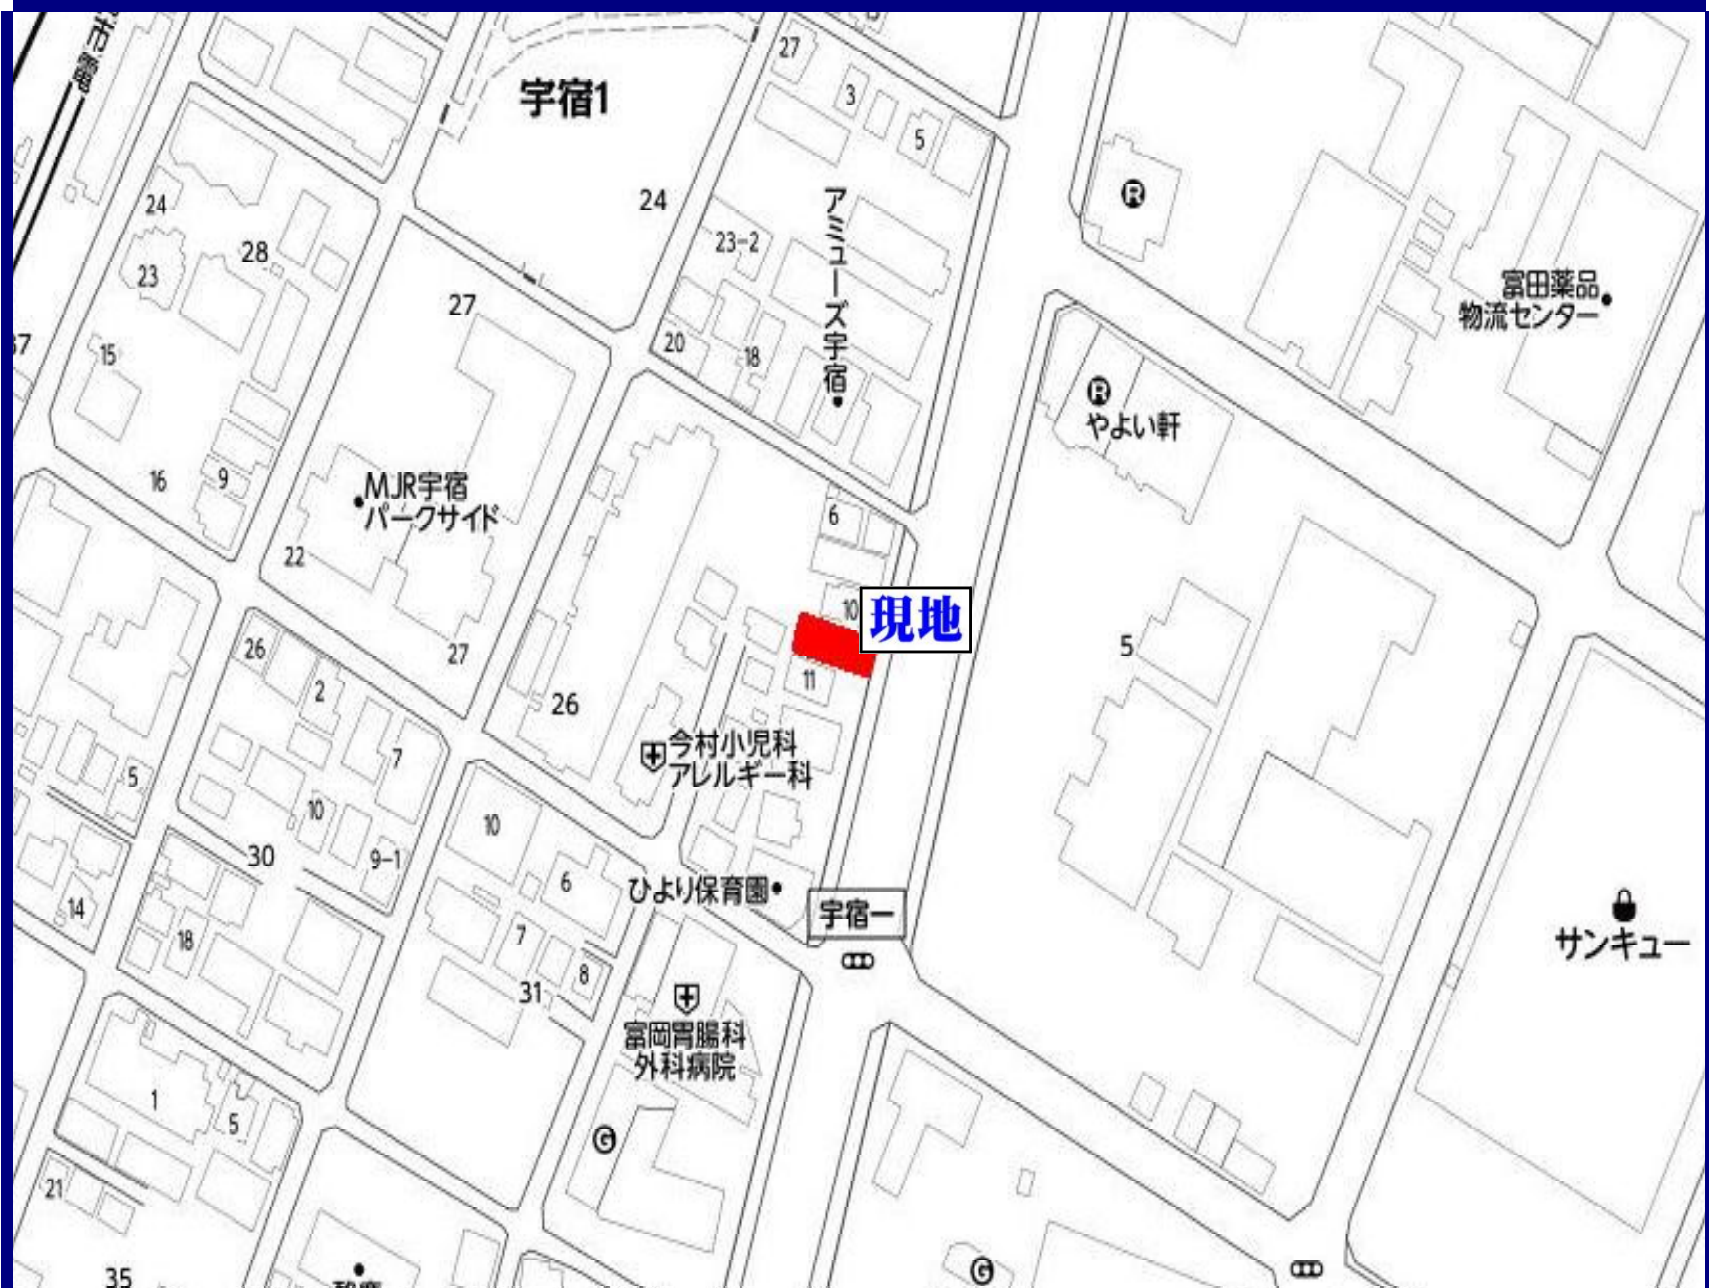 市電
宇宿1
27
3
5
24
24
28
23
23-2
アミューズ宇宿
R
富田薬品
物流センター
27
20
18
15
R
やよい軒
16
9
MJR宇宿
パークサイド
6
22
10
現地
26
2
27
11
5
26
今村小児科
アレルギー科
7
5
10
10
30
9-1
6
ひより保育園
宇宿一
14
18
7
8
31
サンキュー
富岡胃腸科
外科病院
1
5
G
21
35
G